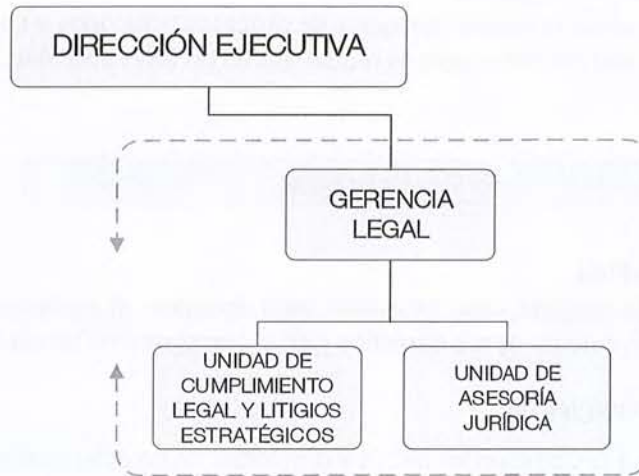 DIRECCIÓN EJECUTIVA
GERENCIA
LEGAL
UNIDAD DE
CUMPLIMIENTO
LEGAL Y LITIGIOS
ESTRATÉGICOS
UNIDAD DE
ASESORÍA
JURÍDICA